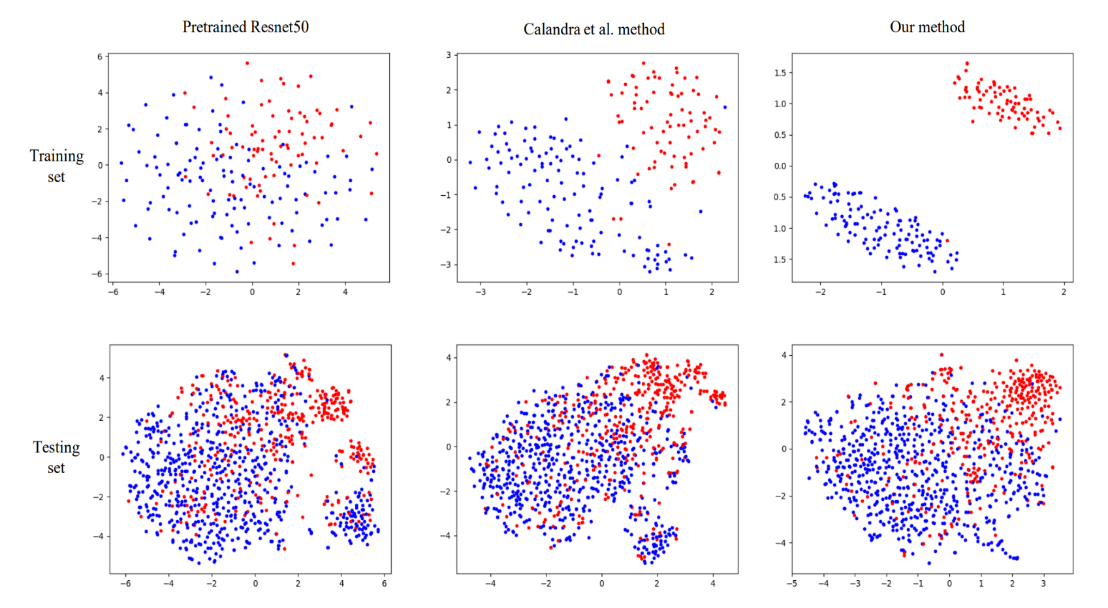 Pretrained Resnet50
Calandra et al. method
Our method
Training
set
6
4
2
0
−2
−4
−6
−6 −4 −2 0 2 4
3
2
1
0
−1
−2
−3
−3 −2 −1 0 1 2
1.5
1.0
0.5
0.0
0.5
1.0
1.5
−2 −1 0 1 2
Testing
set
4
2
0
−2
−4
−6 −4 −2 0 2 4 6
4
2
0
−2
−4
−4 −2 0 2 4
4
2
0
−2
−4
−5 −4 −3 −2 −1 0 1 2 3